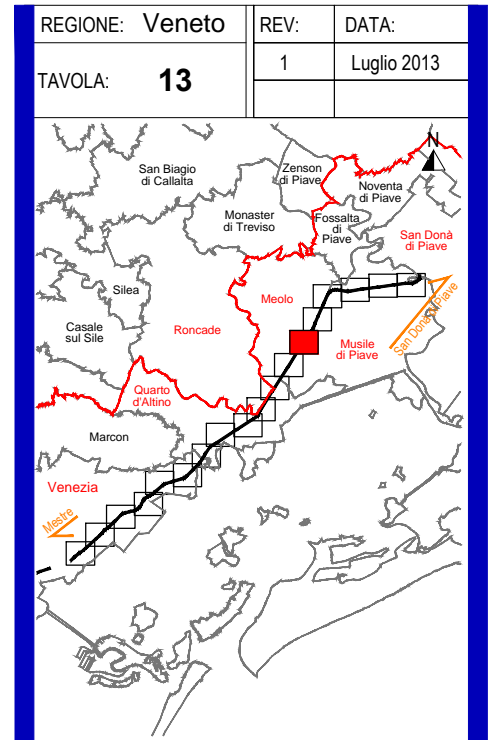 REGIONE: Veneto
REV:
DATA:
TAVOLA: 13
1
Luglio 2013
N
San Biagio
di Callalta
Zenson
di Piave
Noventa
di Piave
Monaster
di Treviso
Fossalta
di
Piave
San Donà
di Piave
Silea
Meolo
Casale
sul Sile
Roncade
Musile
di Piave
San Donà di Piave
Quarto
d'Altino
Marcon
Venezia
Mestre